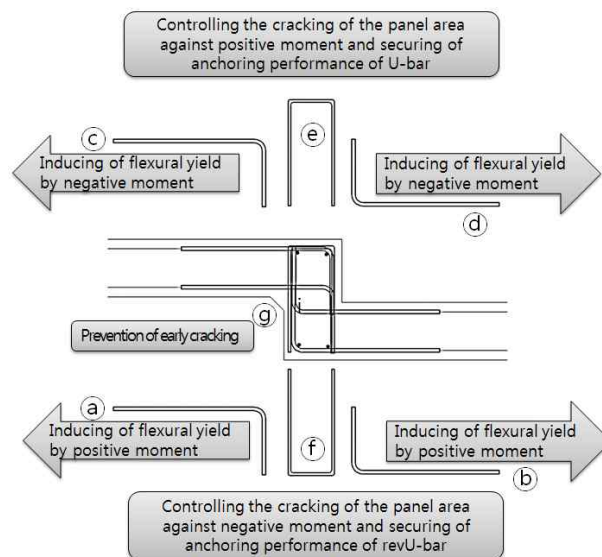 Controlling the cracking of the panel area
against positive moment and securing of
anchoring performance of U-bar
c
e
Inducing of flexural yield
by negative moment
Inducing of flexural yield
by negative moment
d
g
Prevention of early cracking
a
Inducing of flexural yield
by positive moment
f
Inducing of flexural yield
by positive moment
b
Controlling the cracking of the panel area
against negative moment and securing of
anchoring performance of revU-bar